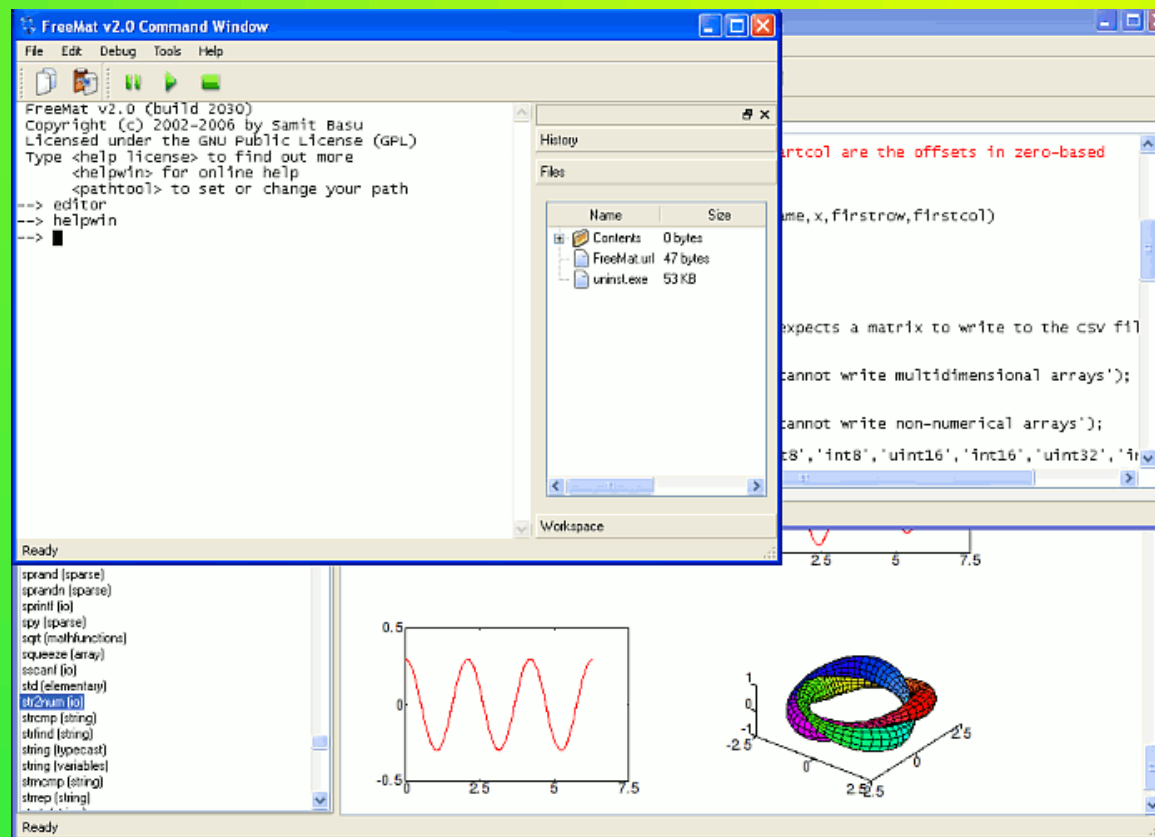 FreeMat v2.0 Command Window
File Edit Debug Tools Help
FreeMat v2.0 (build 2030)
Copyright (c) 2002-2006 by Samit Basu
Licensed under the GNU Public License (GPL)
Type <help license> to find out more
<helpwin> for online help
<pathtool> to set or change your path
--> editor
--> helpwin
-->
History
Files
Name Size
Contents 0 bytes
FreeMat.url 47 bytes
uninst.exe 53 KB
Workspace
Ready
artcol are the offsets in zero-based
ame,x,firstrow,firstcol)
expects a matrix to write to the CSV fil
cannot write multidimensional arrays');
cannot write non-numerical arrays');
t8','int8','uint16','int16','uint32','in
2.5 5 7.5
sprand (sparse)
sprandn (sparse)
sprintf (io)
spy (sparse)
sqrt (mathfunctions)
squeeze (array)
sscanf (io)
std (elementary)
str2num (io)
strcmp (string)
strfind (string)
string (typecast)
string (variables)
strncmp (string)
strrep (string)
0.5
0
-0.5
0 2.5 5 7.5
1
0
-1
-2.5
0
2.5
2.5
0
2.5
Ready